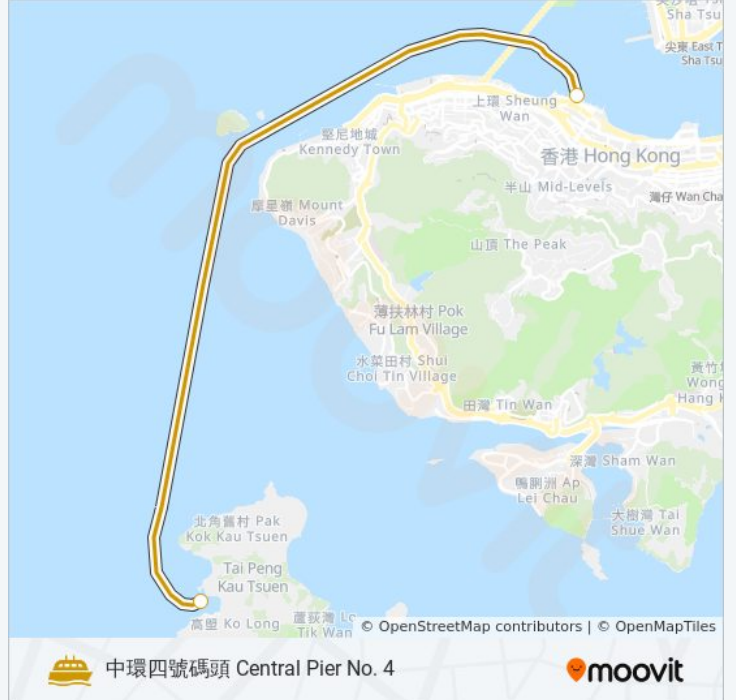 尖沙咀 Tsim
Sha Tsu
尖東 East T
Sha Tsu
上環 Sheung
Wan
堅尼地城
Kennedy Town
香港 Hong Kong
半山 Mid-Levels
灣仔 Wan Cha
摩星嶺 Mount
Davis
山頂 The Peak
薄扶林村 Pok
Fu Lam Village
水菜田村 Shui
Choi Tin Village
黃竹
Wong
Hang
田灣 Tin Wan
深灣 Sham Wan
鴨脷洲 Ap
Lei Chau
大樹灣 Tai
Shue Wan
北角舊村 Pak
Kok Kau Tsuen
Tai Peng
Kau Tsuen
高塱 Ko Long
蘆荻灣 Lo
Tik Wan
© OpenStreetMap contributors | © OpenMapTiles
中環四號碼頭 Central Pier No. 4
moovit
moovit